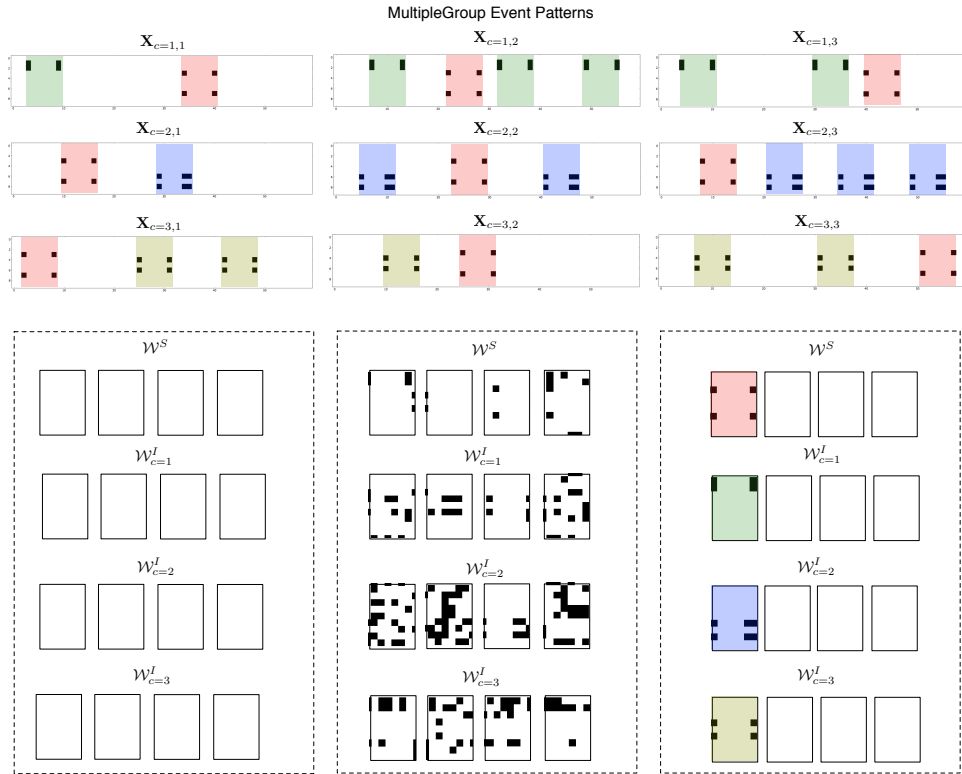 MultipleGroup Event Patterns
X_{c=1,1} X_{c=1,2} X_{c=1,3}
X_{c=2,1} X_{c=2,2} X_{c=2,3}
X_{c=3,1} X_{c=3,2} X_{c=3,3}
W^S W^S W^S
W^I_{c=1} W^I_{c=1} W^I_{c=1}
W^I_{c=2} W^I_{c=2} W^I_{c=2}
W^I_{c=3} W^I_{c=3} W^I_{c=3}